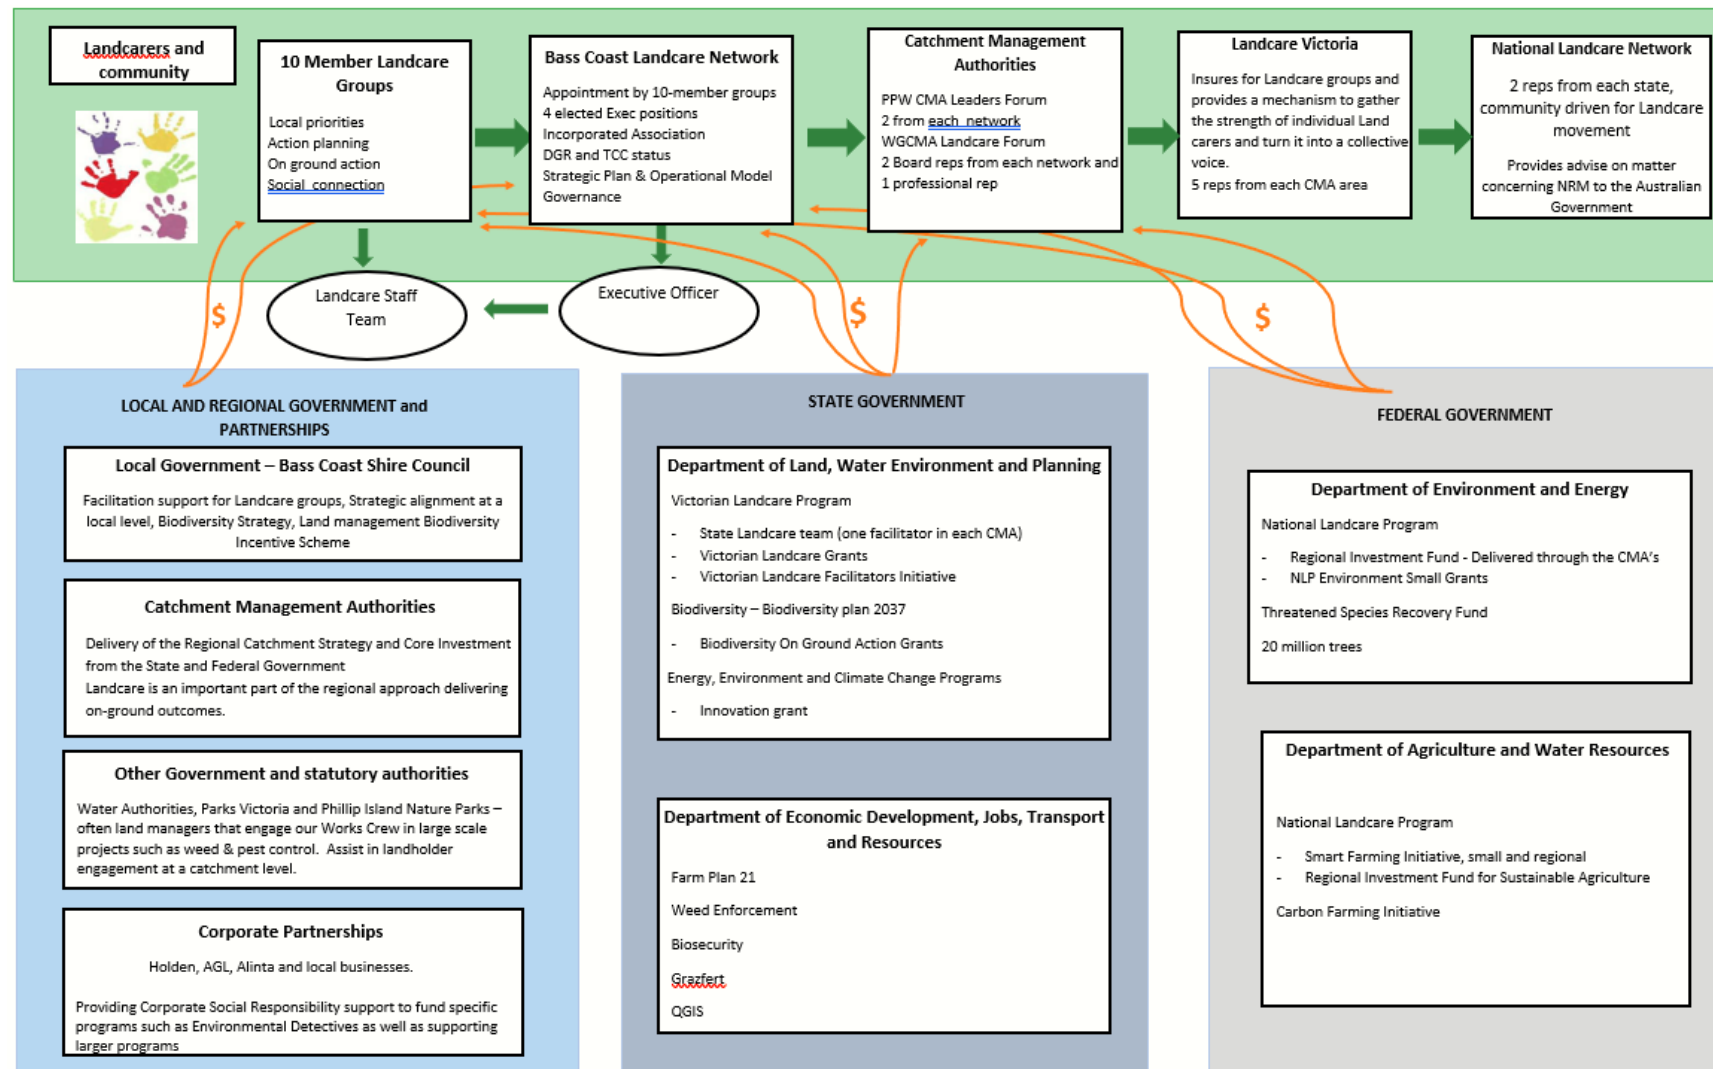 Landcarers and
community
10 Member Landcare
Groups
Local priorities
Action planning
On ground action
Social  connection
Bass Coast Landcare Network
Appointment by 10-member groups
4 elected Exec positions
Incorporated Association
DGR and TCC status
Strategic Plan & Operational Model
Governance
Catchment Management
Authorities
PPW CMA Leaders Forum
2 from each  network
WGCMA Landcare Forum
2 Board reps from each network and
1 professional rep
Landcare Victoria
Insures for Landcare groups and
provides a mechanism to gather
the strength of individual Land
carers and turn it into a collective
voice.
5 reps from each CMA area
National Landcare Network
2 reps from each state,
community driven for Landcare
movement
Provides advise on matter
concerning NRM to the Australian
Government
Landcare Staff
Team
Executive Officer
$
$
$
LOCAL AND REGIONAL GOVERNMENT and
PARTNERSHIPS
Local Government – Bass Coast Shire Council
Facilitation support for Landcare groups, Strategic alignment at a
local level, Biodiversity Strategy, Land management Biodiversity
Incentive Scheme
Catchment Management Authorities
Delivery of the Regional Catchment Strategy and Core Investment
from the State and Federal Government
Landcare is an important part of the regional approach delivering
on-ground outcomes.
Other Government and statutory authorities
Water Authorities, Parks Victoria and Phillip Island Nature Parks –
often land managers that engage our Works Crew in large scale
projects such as weed & pest control.  Assist in landholder
engagement at a catchment level.
Corporate Partnerships
Holden, AGL, Alinta and local businesses.
Providing Corporate Social Responsibility support to fund specific
programs such as Environmental Detectives as well as supporting
larger programs
STATE GOVERNMENT
Department of Land, Water Environment and Planning
Victorian Landcare Program
- State Landcare team (one facilitator in each CMA)
- Victorian Landcare Grants
- Victorian Landcare Facilitators Initiative
Biodiversity – Biodiversity plan 2037
- Biodiversity On Ground Action Grants
Energy, Environment and Climate Change Programs
- Innovation grant
Department of Economic Development, Jobs, Transport
and Resources
Farm Plan 21
Weed Enforcement
Biosecurity
Grazfert
QGIS
FEDERAL GOVERNMENT
Department of Environment and Energy
National Landcare Program
- Regional Investment Fund - Delivered through the CMA's
- NLP Environment Small Grants
Threatened Species Recovery Fund
20 million trees
Department of Agriculture and Water Resources
National Landcare Program
- Smart Farming Initiative, small and regional
- Regional Investment Fund for Sustainable Agriculture
Carbon Farming Initiative